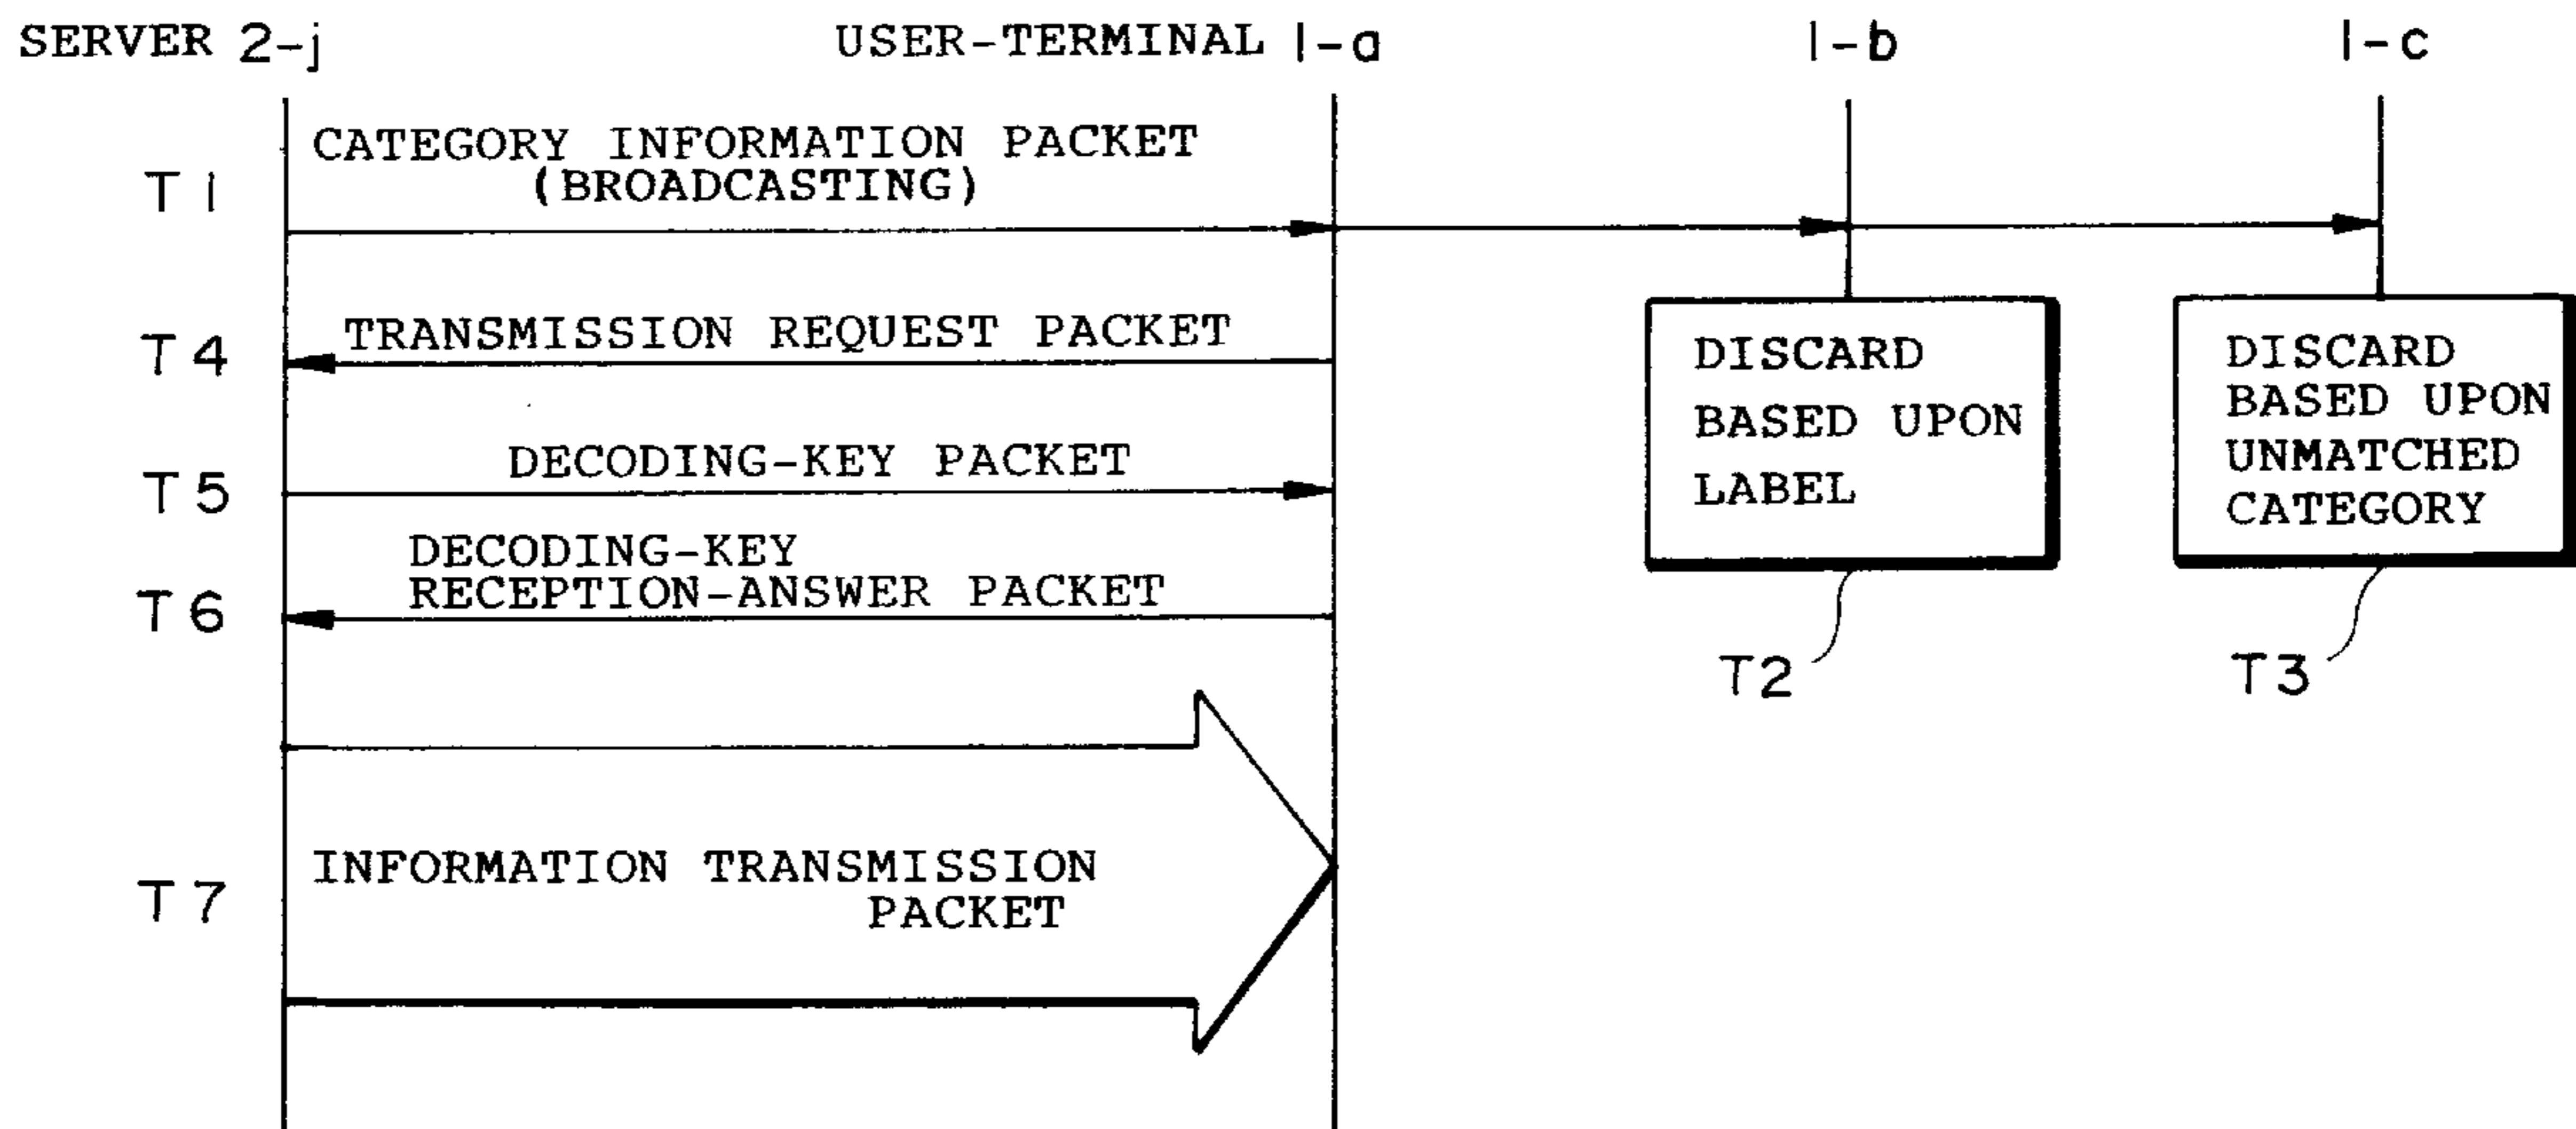 SERVER 2-j
USER-TERMINAL 1-a
1-b
1-c
T1
CATEGORY INFORMATION PACKET
(BROADCASTING)
T4
TRANSMISSION REQUEST PACKET
T5
DECODING-KEY PACKET
T6
DECODING-KEY
RECEPTION-ANSWER PACKET
DISCARD
BASED UPON
LABEL
T2
DISCARD
BASED UPON
UNMATCHED
CATEGORY
T3
T7
INFORMATION TRANSMISSION
PACKET